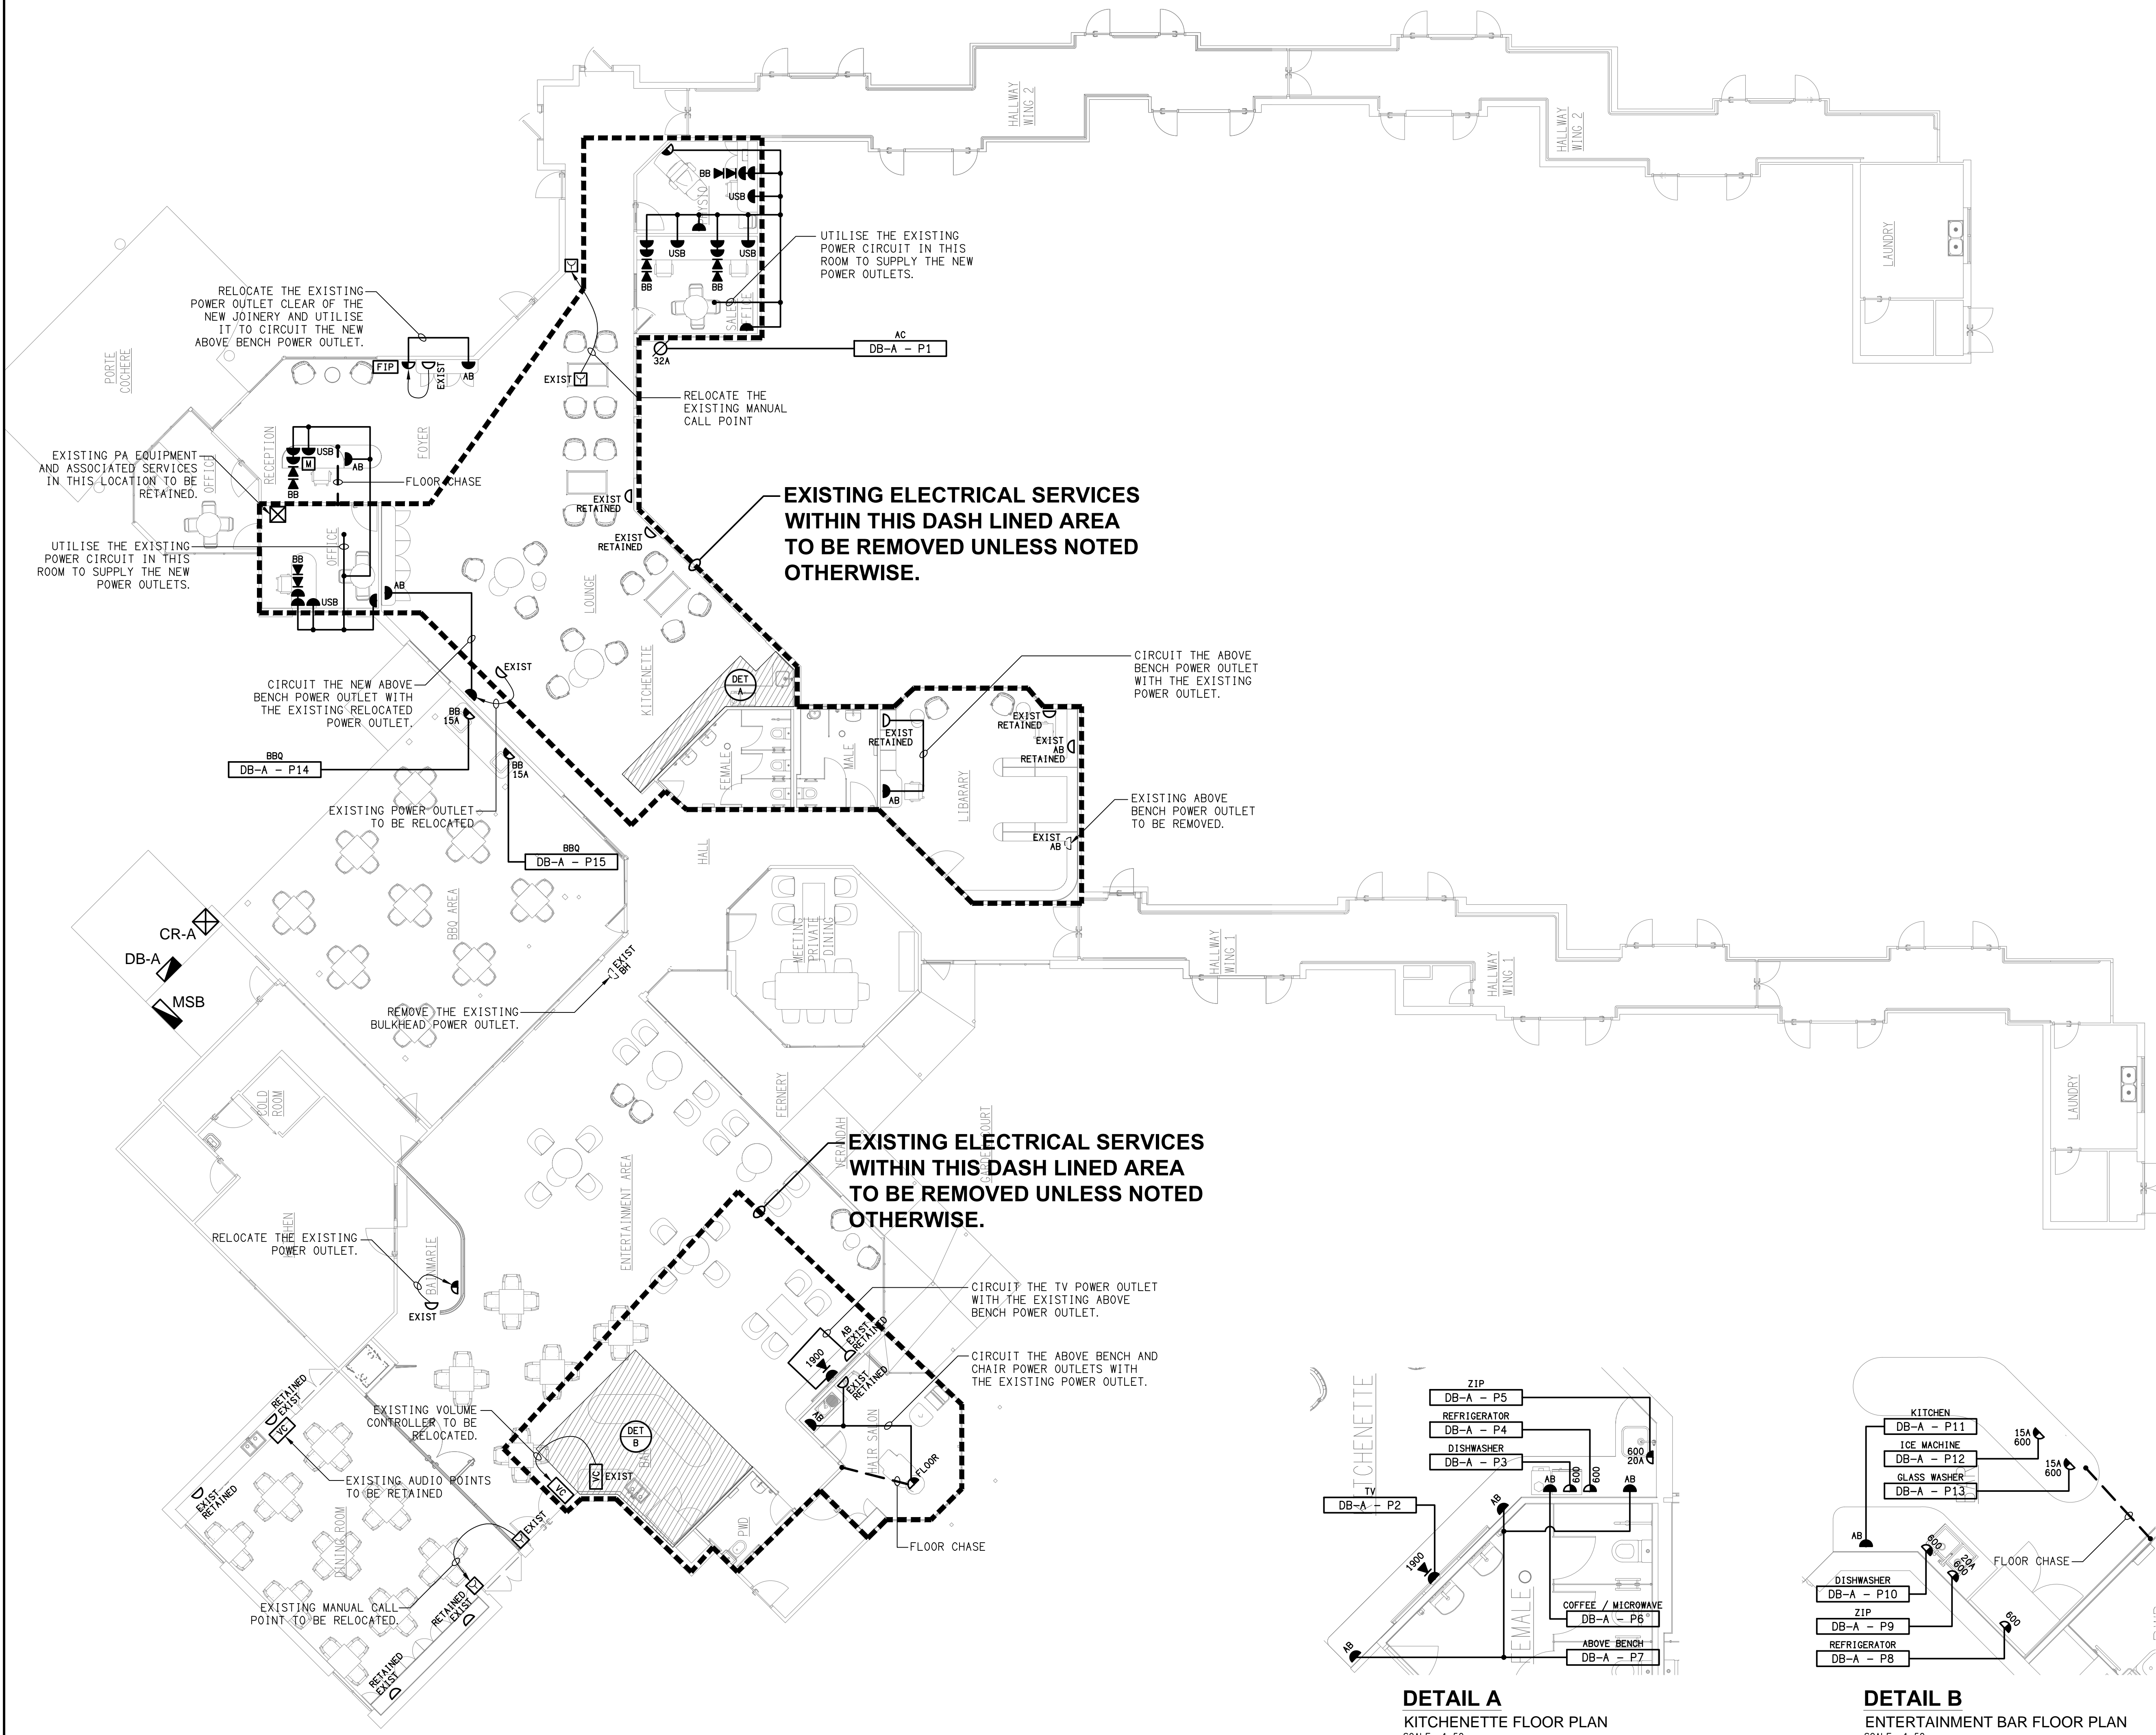 HALLWAY
WING 2
HALLWAY
WING 2
LAUNDRY
BB
USB
PHYSIO
USB
USB
BB
BB
SALES
OFFICE
UTILISE THE EXISTING
POWER CIRCUIT IN THIS
ROOM TO SUPPLY THE NEW
POWER OUTLETS.
RELOCATE THE EXISTING
POWER OUTLET CLEAR OF THE
NEW JOINERY AND UTILISE
IT TO CIRCUIT THE NEW
ABOVE BENCH POWER OUTLET.
PORTE
COCHERE
FIP
EXIST
AB
32A
AC
DB-A - P1
EXIST
RELOCATE THE
EXISTING MANUAL
CALL POINT
EXISTING PA EQUIPMENT
AND ASSOCIATED SERVICES
IN THIS LOCATION TO BE
RETAINED.
OFFICE
RECEPTION
USB
M
AB
BB
FOYER
FLOOR CHASE
EXIST
RETAINED
EXIST
RETAINED
EXISTING ELECTRICAL SERVICES
WITHIN THIS DASH LINED AREA
TO BE REMOVED UNLESS NOTED
OTHERWISE.
UTILISE THE EXISTING
POWER CIRCUIT IN THIS
ROOM TO SUPPLY THE NEW
POWER OUTLETS.
OFFICE
BB
USB
AB
LOUNGE
CIRCUIT THE NEW ABOVE
BENCH POWER OUTLET WITH
THE EXISTING RELOCATED
POWER OUTLET.
EXIST
KITCHENETTE
DET
A
BB
15A
BB
15A
BBQ
DB-A - P14
EXISTING POWER OUTLET
TO BE RELOCATED
BBQ
DB-A - P15
CIRCUIT THE ABOVE
BENCH POWER OUTLET
WITH THE EXISTING
POWER OUTLET.
EXIST
RETAINED
EXIST
RETAINED
EXIST
AB
RETAINED
FEMALE
MALE
AB
LIBARARY
EXIST
AB
EXISTING ABOVE
BENCH POWER OUTLET
TO BE REMOVED.
HALL
BBQ AREA
CR-A
DB-A
MSB
EXIST
BH
REMOVE THE EXISTING
BULKHEAD POWER OUTLET.
MEETING
PRIVATE
DINING
HALLWAY
WING 1
HALLWAY
WING 1
LAUNDRY
COLD
ROOM
FERNERY
VERANDAH
GARDEN COURT
EXISTING ELECTRICAL SERVICES
WITHIN THIS DASH LINED AREA
TO BE REMOVED UNLESS NOTED
OTHERWISE.
ENTERTAINMENT AREA
KITCHEN
RELOCATE THE EXISTING
POWER OUTLET.
BAINMARIE
EXIST
CIRCUIT THE TV POWER OUTLET
WITH THE EXISTING ABOVE
BENCH POWER OUTLET.
AB
EXIST
RETAINED
1900
EXIST
RETAINED
AB
CIRCUIT THE ABOVE BENCH AND
CHAIR POWER OUTLETS WITH
THE EXISTING POWER OUTLET.
HAIR SALON
FLOOR
FLOOR CHASE
RETAINED
EXIST
VC
EXISTING VOLUME
CONTROLLER TO BE
RELOCATED.
DET
B
BAR
VC
EXIST
VC
EXISTING AUDIO POINTS
TO BE RETAINED
EXIST
RETAINED
DINING ROOM
EXIST
PWD
EXISTING MANUAL CALL
POINT TO BE RELOCATED.
RETAINED
EXIST
RETAINED
EXIST
KITCHENETTE
ZIP
DB-A - P5
REFRIGERATOR
DB-A - P4
DISHWASHER
DB-A - P3
TV
DB-A - P2
600
20A
AB
600
600
AB
AB
1900
AB
FEMALE
COFFEE / MICROWAVE
DB-A - P6
ABOVE BENCH
DB-A - P7
DETAIL A
KITCHENETTE FLOOR PLAN
KITCHEN
DB-A - P11
ICE MACHINE
DB-A - P12
GLASS WASHER
DB-A - P13
15A
600
15A
600
AB
600
20A
600
FLOOR CHASE
DISHWASHER
DB-A - P10
ZIP
DB-A - P9
REFRIGERATOR
DB-A - P8
600
DETAIL B
ENTERTAINMENT BAR FLOOR PLAN